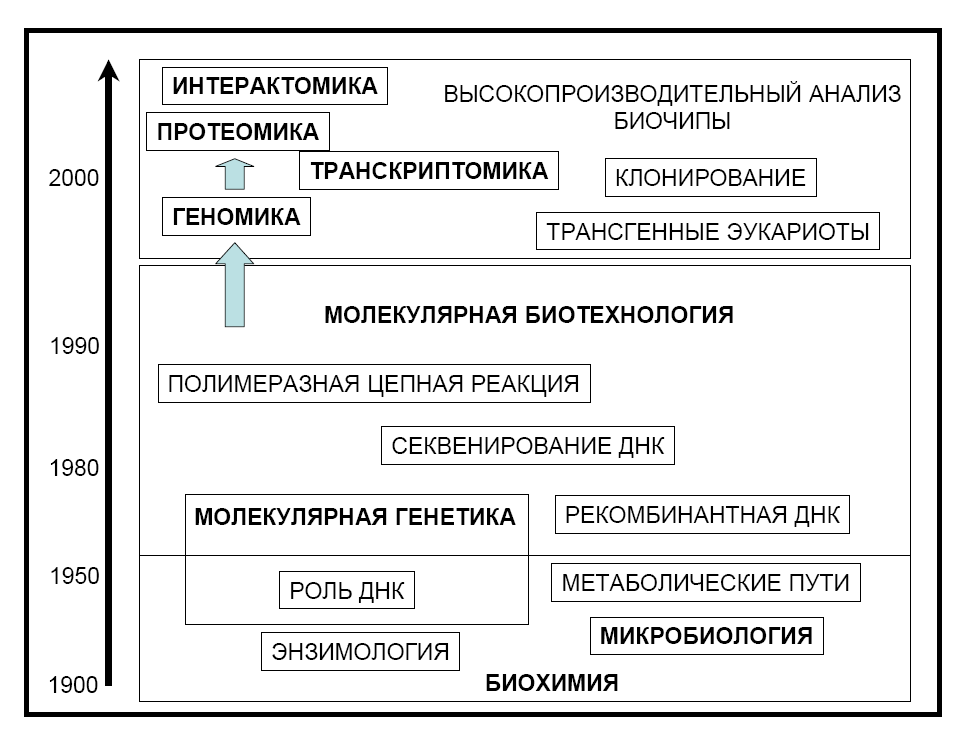 ИНТЕРАКТОМИКА
ВЫСОКОПРОИЗВОДИТЕЛЬНЫЙ АНАЛИЗ
БИОЧИПЫ
ПРОТЕОМИКА
ТРАНСКРИПТОМИКА
2000
КЛОНИРОВАНИЕ
ГЕНОМИКА
ТРАНСГЕННЫЕ ЭУКАРИОТЫ
МОЛЕКУЛЯРНАЯ БИОТЕХНОЛОГИЯ
1990
ПОЛИМЕРАЗНАЯ ЦЕПНАЯ РЕАКЦИЯ
СЕКВЕНИРОВАНИЕ ДНК
1980
МОЛЕКУЛЯРНАЯ ГЕНЕТИКА
РЕКОМБИНАНТНАЯ ДНК
1950
РОЛЬ ДНК
МЕТАБОЛИЧЕСКИЕ ПУТИ
МИКРОБИОЛОГИЯ
ЭНЗИМОЛОГИЯ
БИОХИМИЯ
1900